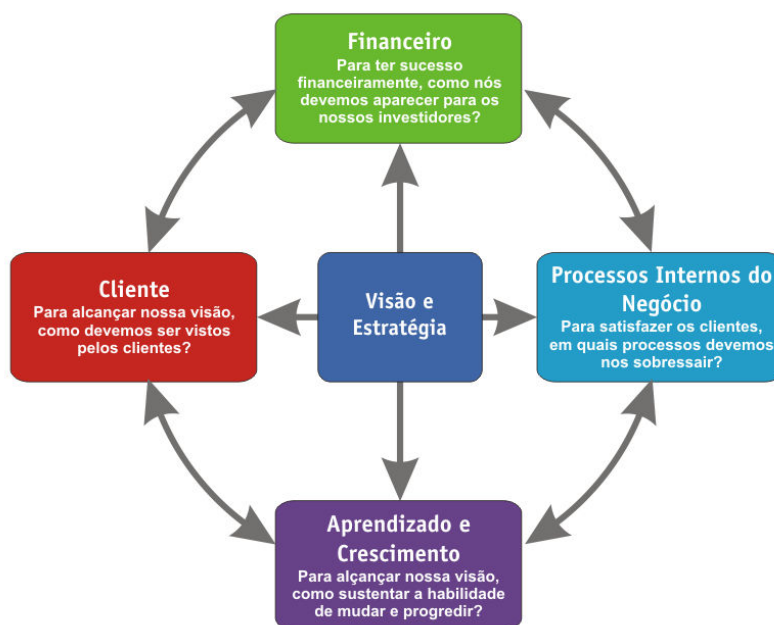 Financeiro
Para ter sucesso
financeiramente, como nós
devemos aparecer para os
nossos investidores?
Cliente
Para alcançar nossa visão,
como devemos ser vistos
pelos clientes?
Visão e
Estratégia
Processos Internos do
Negócio
Para satisfazer os clientes,
em quais processos devemos
nos sobressair?
Aprendizado e
Crescimento
Para alçançar nossa visão,
como sustentar a habilidade
de mudar e progredir?